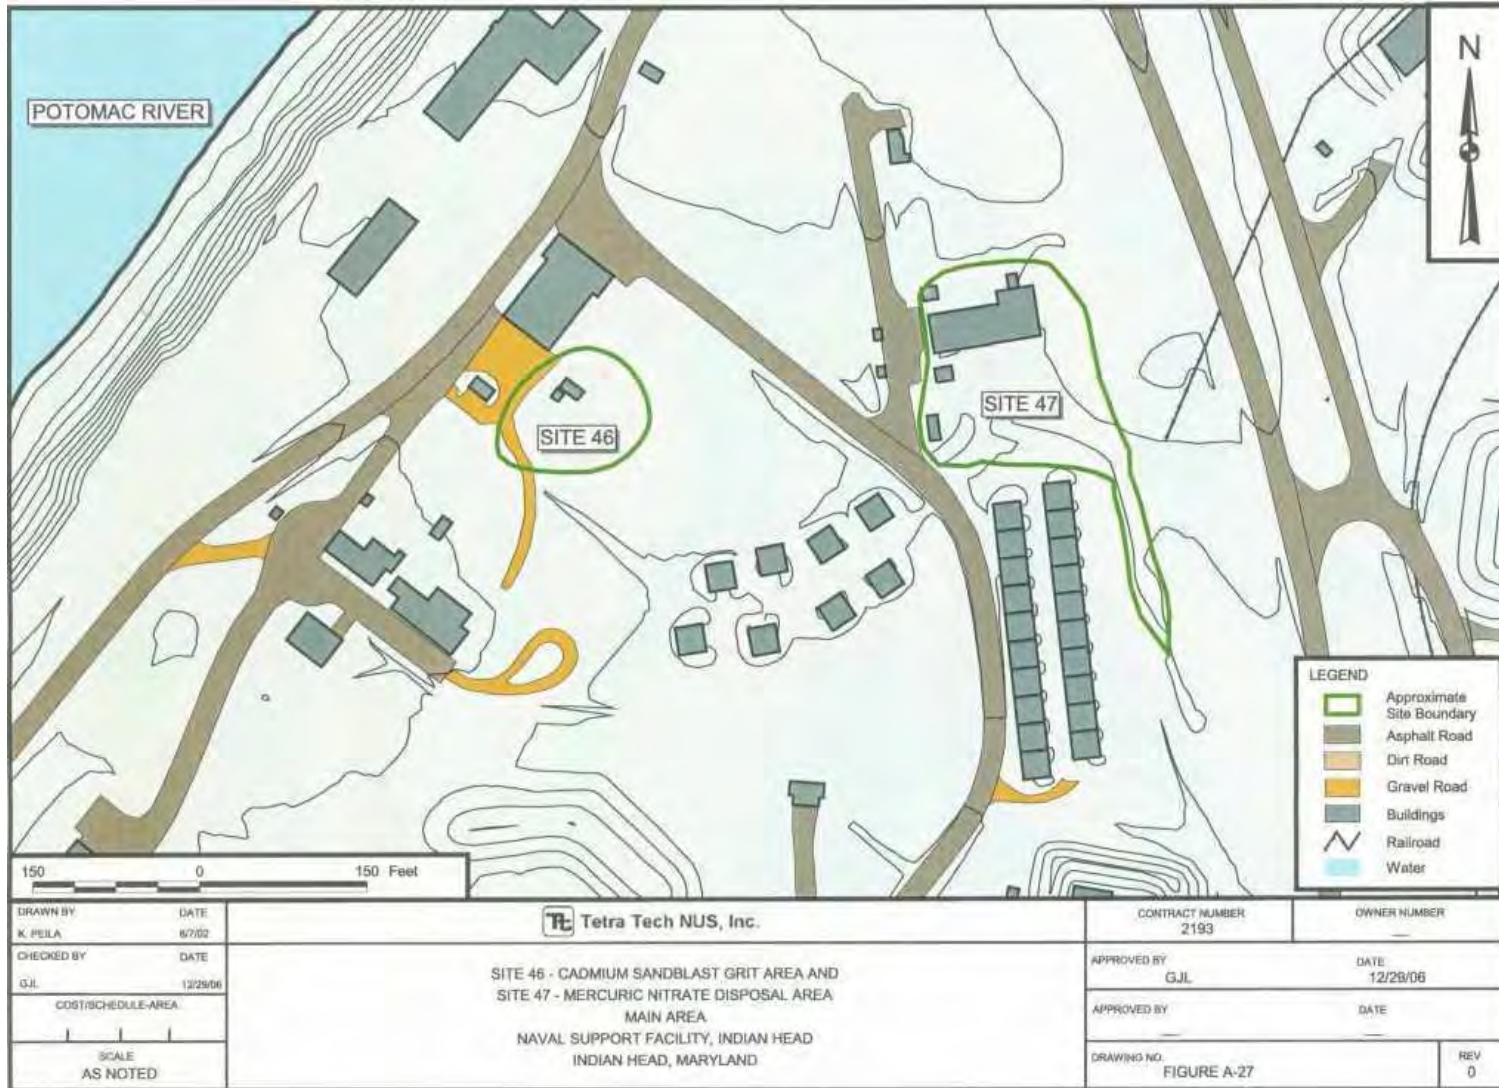 POTOMAC RIVER
N
SITE 47
SITE 46
LEGEND
Approximate
Site Boundary
Asphalt Road
Dirt Road
Gravel Road
Buildings
Railroad
Water
150 0 150 Feet
DRAWN BY DATE
K. PEILA 6/7/02
CHECKED BY DATE
GJL 12/29/06
COST/SCHEDULE-AREA
SCALE
AS NOTED
Tt Tetra Tech NUS, Inc.
SITE 46 - CADMIUM SANDBLAST GRIT AREA AND
SITE 47 - MERCURIC NITRATE DISPOSAL AREA
MAIN AREA
NAVAL SUPPORT FACILITY, INDIAN HEAD
INDIAN HEAD, MARYLAND
CONTRACT NUMBER
2193
OWNER NUMBER
APPROVED BY DATE
GJL 12/29/06
APPROVED BY DATE
DRAWING NO.
FIGURE A-27
REV
0